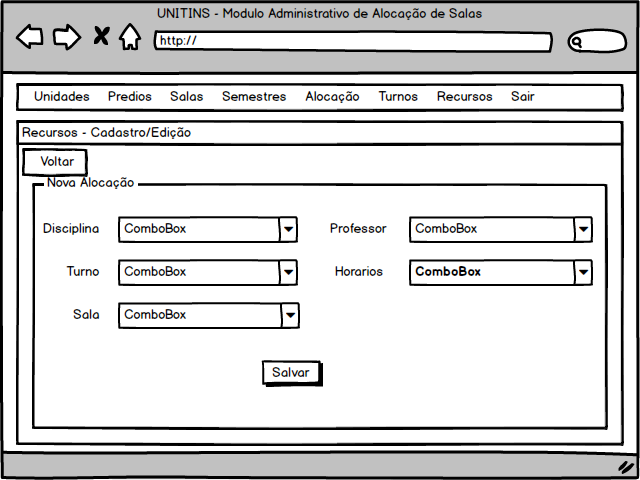 UNITINS - Modulo Administrativo de Alocação de Salas
http://
Unidades Predios Salas Semestres Alocação Turnos Recursos Sair
Recursos - Cadastro/Edição
Voltar
Nova Alocação
Disciplina ComboBox Professor ComboBox
Turno ComboBox Horarios ComboBox
Sala ComboBox
Salvar